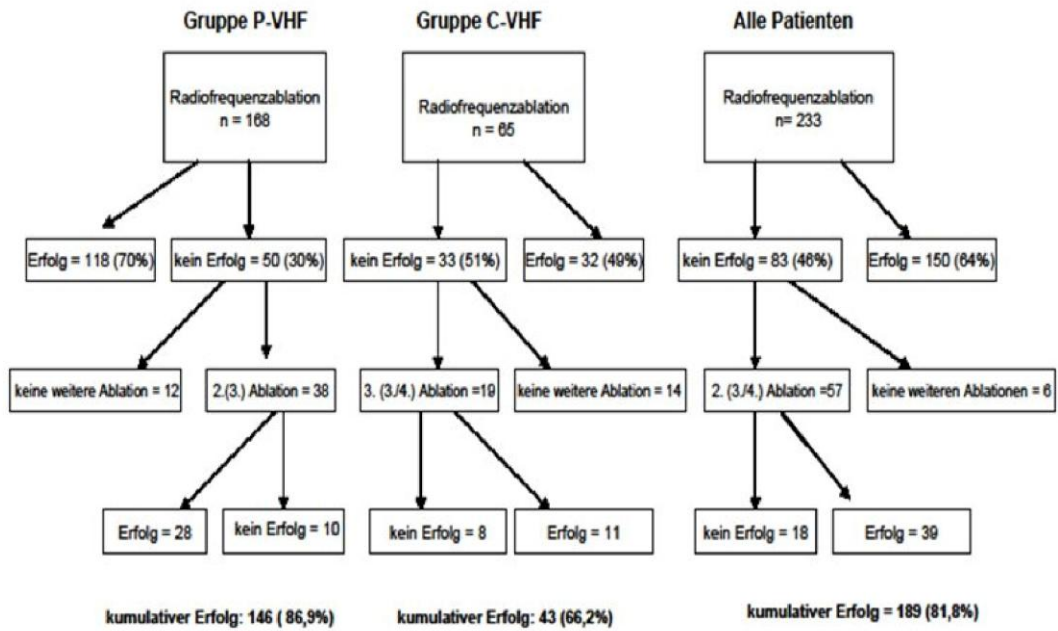 Gruppe P-VHF
Gruppe C-VHF
Alle Patienten
Radiofrequenzablation
n = 168
Radiofrequenzablation
n = 65
Radiofrequenzablation
n= 233
Erfolg = 118 (70%)
kein Erfolg = 50 (30%)
kein Erfolg = 33 (51%)
Erfolg = 32 (49%)
kein Erfolg = 83 (46%)
Erfolg = 150 (64%)
keine weitere Ablation = 12
2.(3.) Ablation = 38
3. (3./4.) Ablation =19
keine weitere Ablation = 14
2. (3./4.) Ablation =57
keine weiteren Ablationen = 6
Erfolg = 28
kein Erfolg = 10
kein Erfolg = 8
Erfolg = 11
kein Erfolg = 18
Erfolg = 39
kumulativer Erfolg: 146 ( 86,9%)
kumulativer Erfolg: 43 (66,2%)
kumulativer Erfolg = 189 (81,8%)